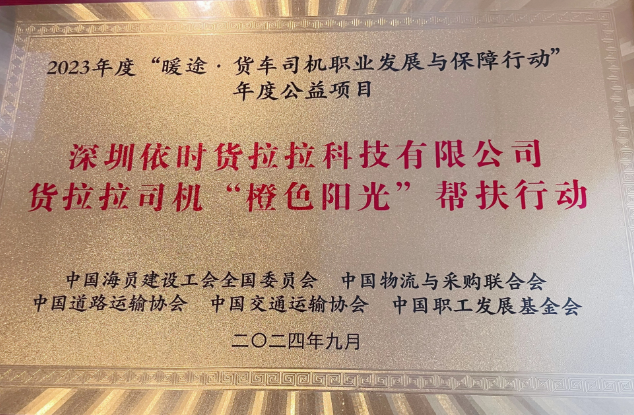 2023年度“暖途·货车司机职业发展与保障行动”
年度公益项目
深圳依时货拉拉科技有限公司
货拉拉司机“橙色阳光”帮扶行动
中国海员建设工会全国委员会 中国物流与采购联合会
中国道路运输协会 中国交通运输协会 中国职工发展基金会
二〇二四年九月